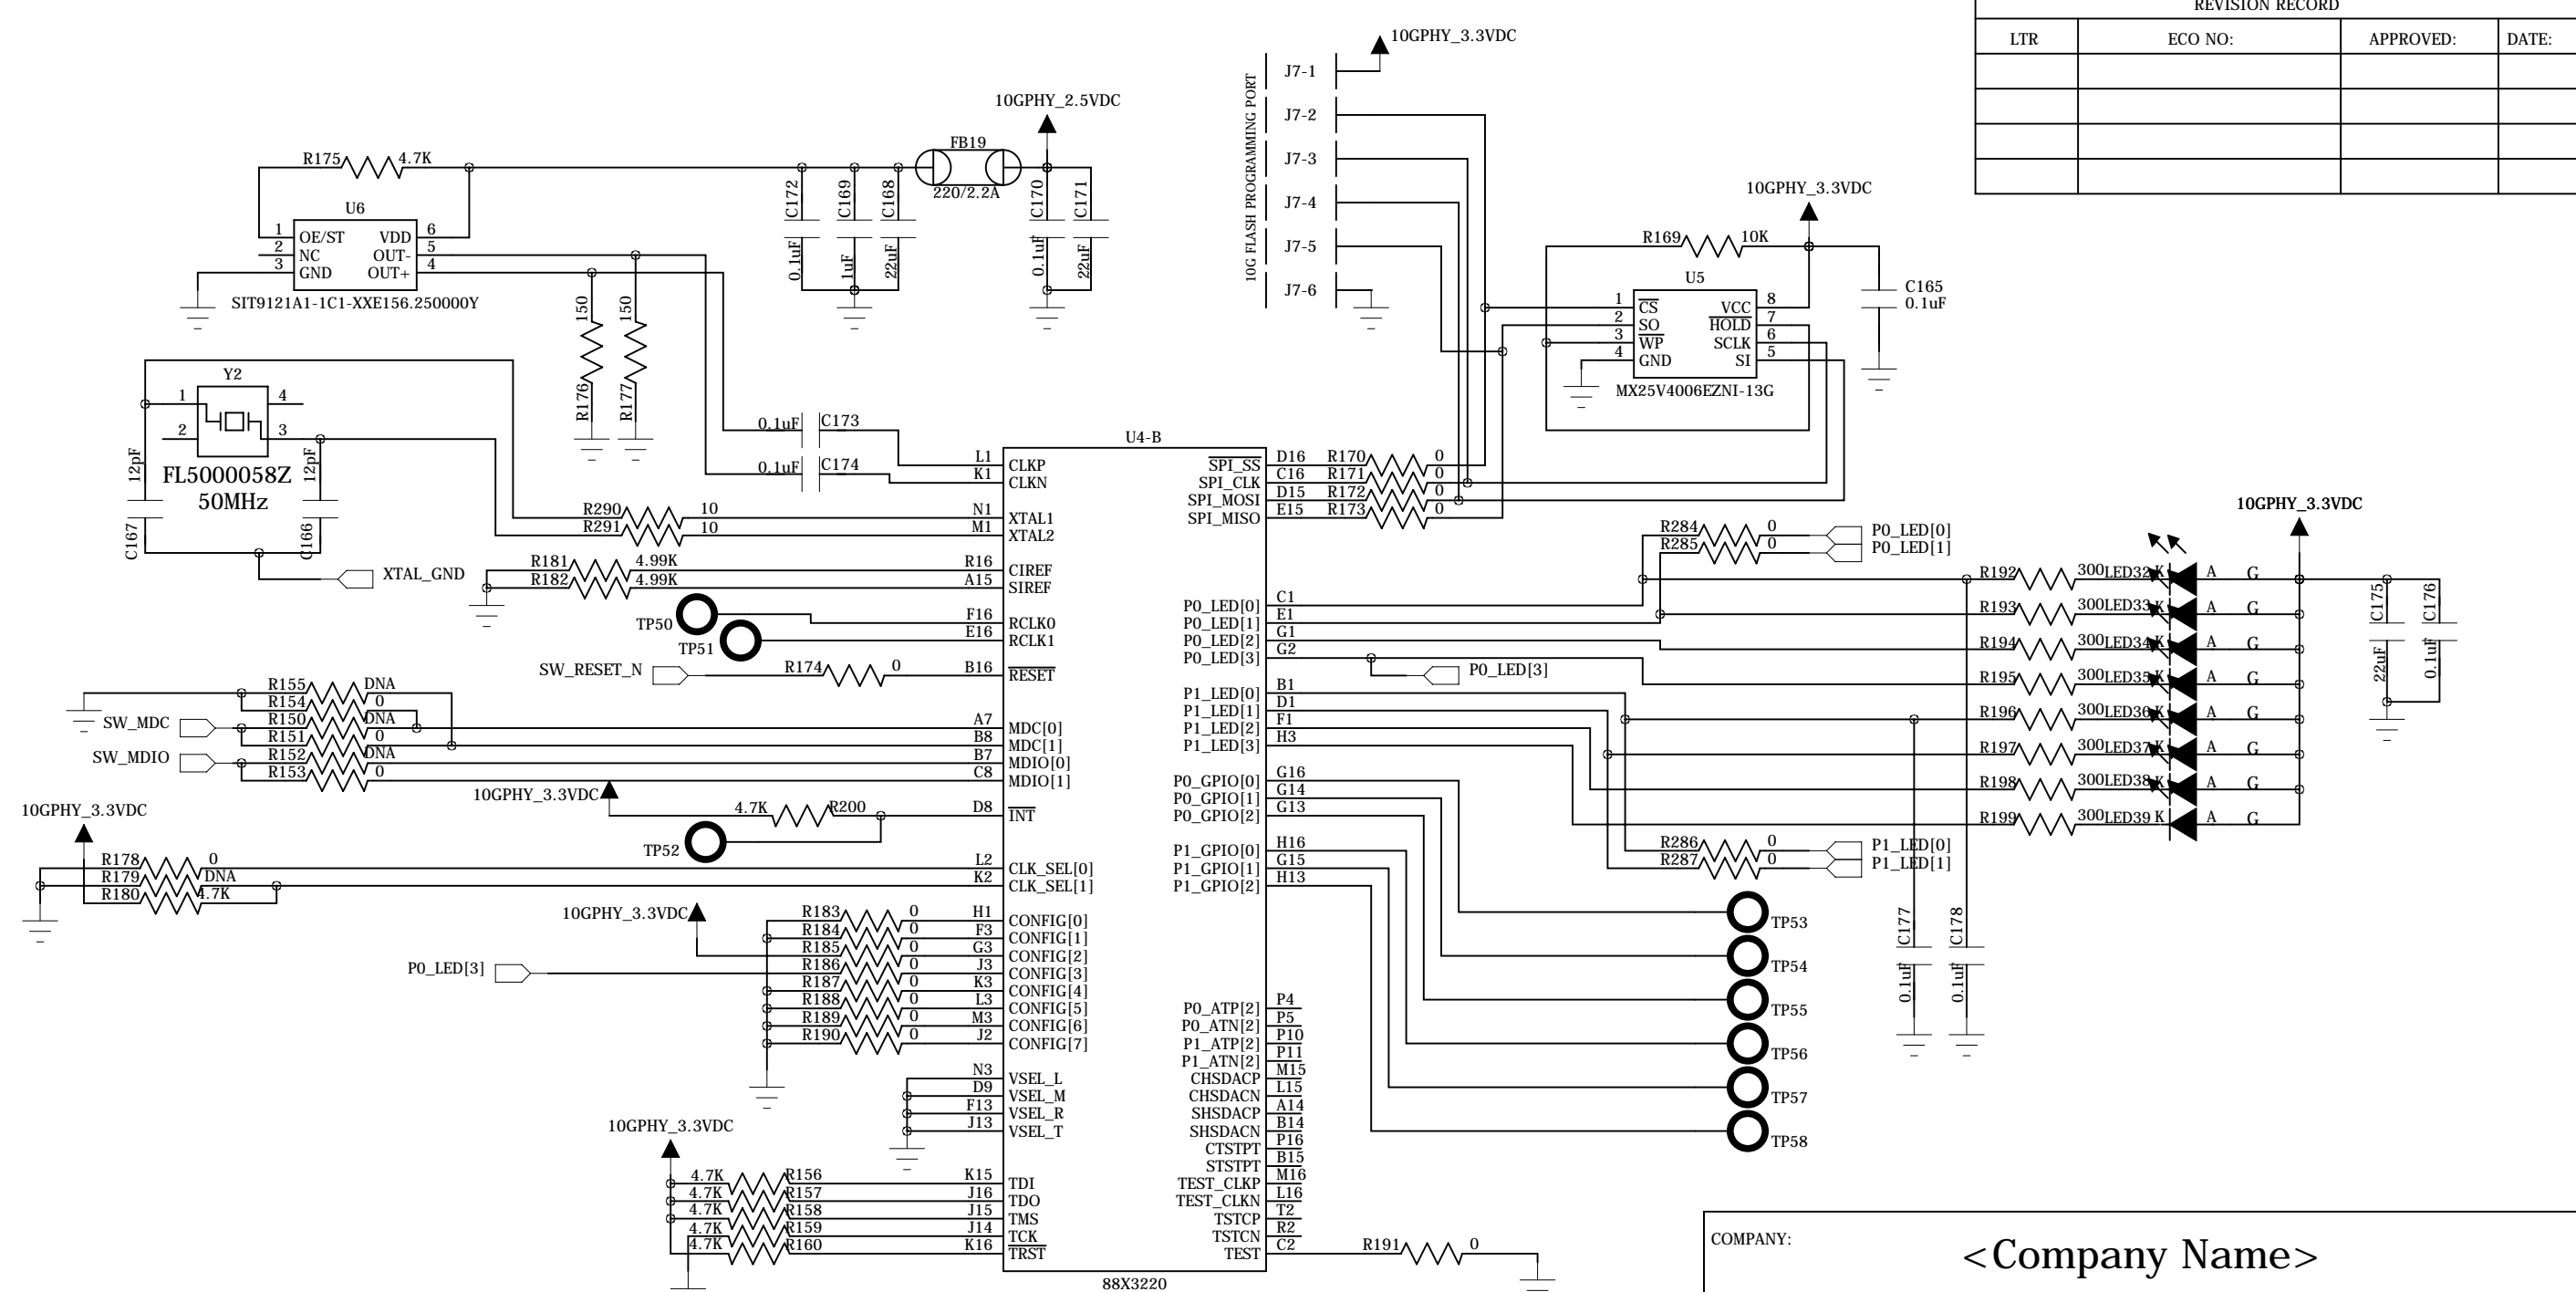 REVISION RECORD
LTR
ECO NO:
APPROVED:
DATE:
10GPHY_3.3VDC
10G FLASH PROGRAMMING PORT
J7-1
J7-2
J7-3
J7-4
J7-5
J7-6
10GPHY_2.5VDC
FB19
220/2.2A
R175
4.7K
C172
0.1uF
C169
1uF
C168
22uF
C170
0.1uF
C171
22uF
U6
1
OE/ST
VDD
6
2
NC
OUT-
5
3
GND
OUT+
4
SIT9121A1-1C1-XXE156.250000Y
150
R176
150
R177
10GPHY_3.3VDC
R169
10K
U5
1
CS
VCC
8
2
SO
HOLD
7
3
WP
SCLK
6
4
GND
SI
5
MX25V4006EZNI-13G
C165
0.1uF
Y2
1
4
2
3
FL5000058Z
50MHz
12pF
C167
12pF
C166
XTAL_GND
0.1uF
C173
0.1uF
C174
U4-B
L1
CLKP
K1
CLKN
R290
10
N1
XTAL1
R291
10
M1
XTAL2
R181
4.99K
R16
CIREF
R182
4.99K
A15
SIREF
TP50
F16
RCLK0
TP51
E16
RCLK1
SW_RESET_N
R174
0
B16
RESET
R155
DNA
R154
0
SW_MDC
R150
DNA
A7
MDC[0]
R151
0
B8
MDC[1]
SW_MDIO
R152
DNA
B7
MDIO[0]
R153
0
C8
MDIO[1]
10GPHY_3.3VDC
4.7K
R200
D8
INT
TP52
10GPHY_3.3VDC
R178
0
L2
CLK_SEL[0]
R179
DNA
K2
CLK_SEL[1]
R180
4.7K
10GPHY_3.3VDC
R183
0
H1
CONFIG[0]
R184
0
F3
CONFIG[1]
R185
0
G3
CONFIG[2]
P0_LED[3]
R186
0
J3
CONFIG[3]
R187
0
K3
CONFIG[4]
R188
0
L3
CONFIG[5]
R189
0
M3
CONFIG[6]
R190
0
J2
CONFIG[7]
N3
VSEL_L
D9
VSEL_M
F13
VSEL_R
J13
VSEL_T
10GPHY_3.3VDC
4.7K
R156
K15
TDI
4.7K
R157
J16
TDO
4.7K
R158
J15
TMS
4.7K
R159
J14
TCK
4.7K
R160
K16
TRST
88X3220
SPI_SS
D16
R170
0
SPI_CLK
C16
R171
0
SPI_MOSI
D15
R172
0
SPI_MISO
E15
R173
0
P0_LED[0]
C1
P0_LED[1]
E1
P0_LED[2]
G1
P0_LED[3]
G2
P1_LED[0]
B1
P1_LED[1]
D1
P1_LED[2]
F1
P1_LED[3]
H3
P0_GPIO[0]
G16
P0_GPIO[1]
G14
P0_GPIO[2]
G13
P1_GPIO[0]
H16
P1_GPIO[1]
G15
P1_GPIO[2]
H13
P0_ATP[2]
P4
P0_ATN[2]
P5
P1_ATP[2]
P10
P1_ATN[2]
P11
CHSDACP
M15
CHSDACN
L15
SHSDACP
A14
SHSDACN
B14
CTSTPT
P16
STSTPT
B15
TEST_CLKP
M16
TEST_CLKN
L16
TSTCP
T2
TSTCN
R2
TEST
C2
R191
0
R284
0
P0_LED[0]
R285
0
P0_LED[1]
P0_LED[3]
R286
0
P1_LED[0]
R287
0
P1_LED[1]
10GPHY_3.3VDC
R192
300
LED32
K
A
G
R193
300
LED33
K
A
G
R194
300
LED34
K
A
G
R195
300
LED35
K
A
G
R196
300
LED36
K
A
G
R197
300
LED37
K
A
G
R198
300
LED38
K
A
G
R199
300
LED39
K
A
G
C175
22uF
C176
0.1uF
C177
0.1uF
C178
0.1uF
TP53
TP54
TP55
TP56
TP57
TP58
COMPANY:
<Company Name>